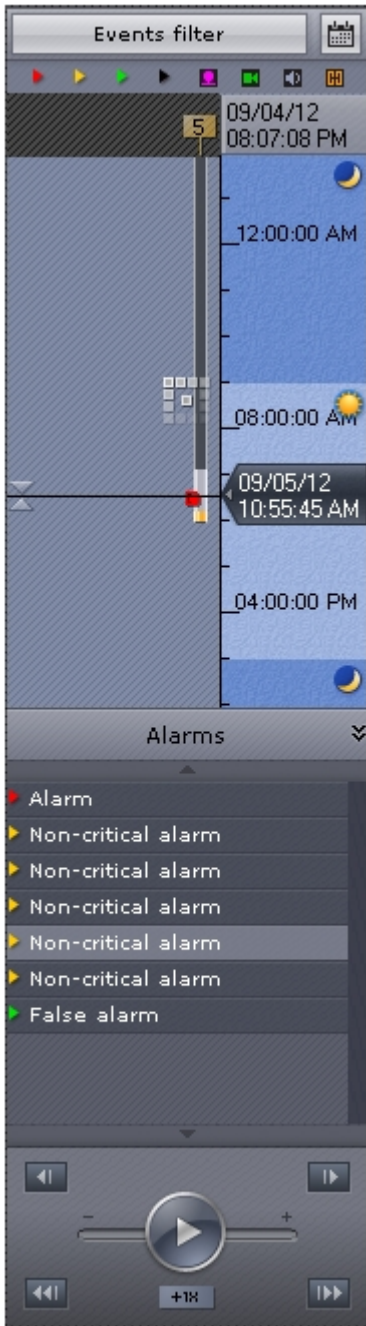 Events filter
5
09/04/12
08:07:08 PM
12:00:00 AM
08:00:00 AM
09/05/12
10:55:45 AM
04:00:00 PM
Alarms
Alarm
Non-critical alarm
Non-critical alarm
Non-critical alarm
Non-critical alarm
Non-critical alarm
False alarm
- +
+1X